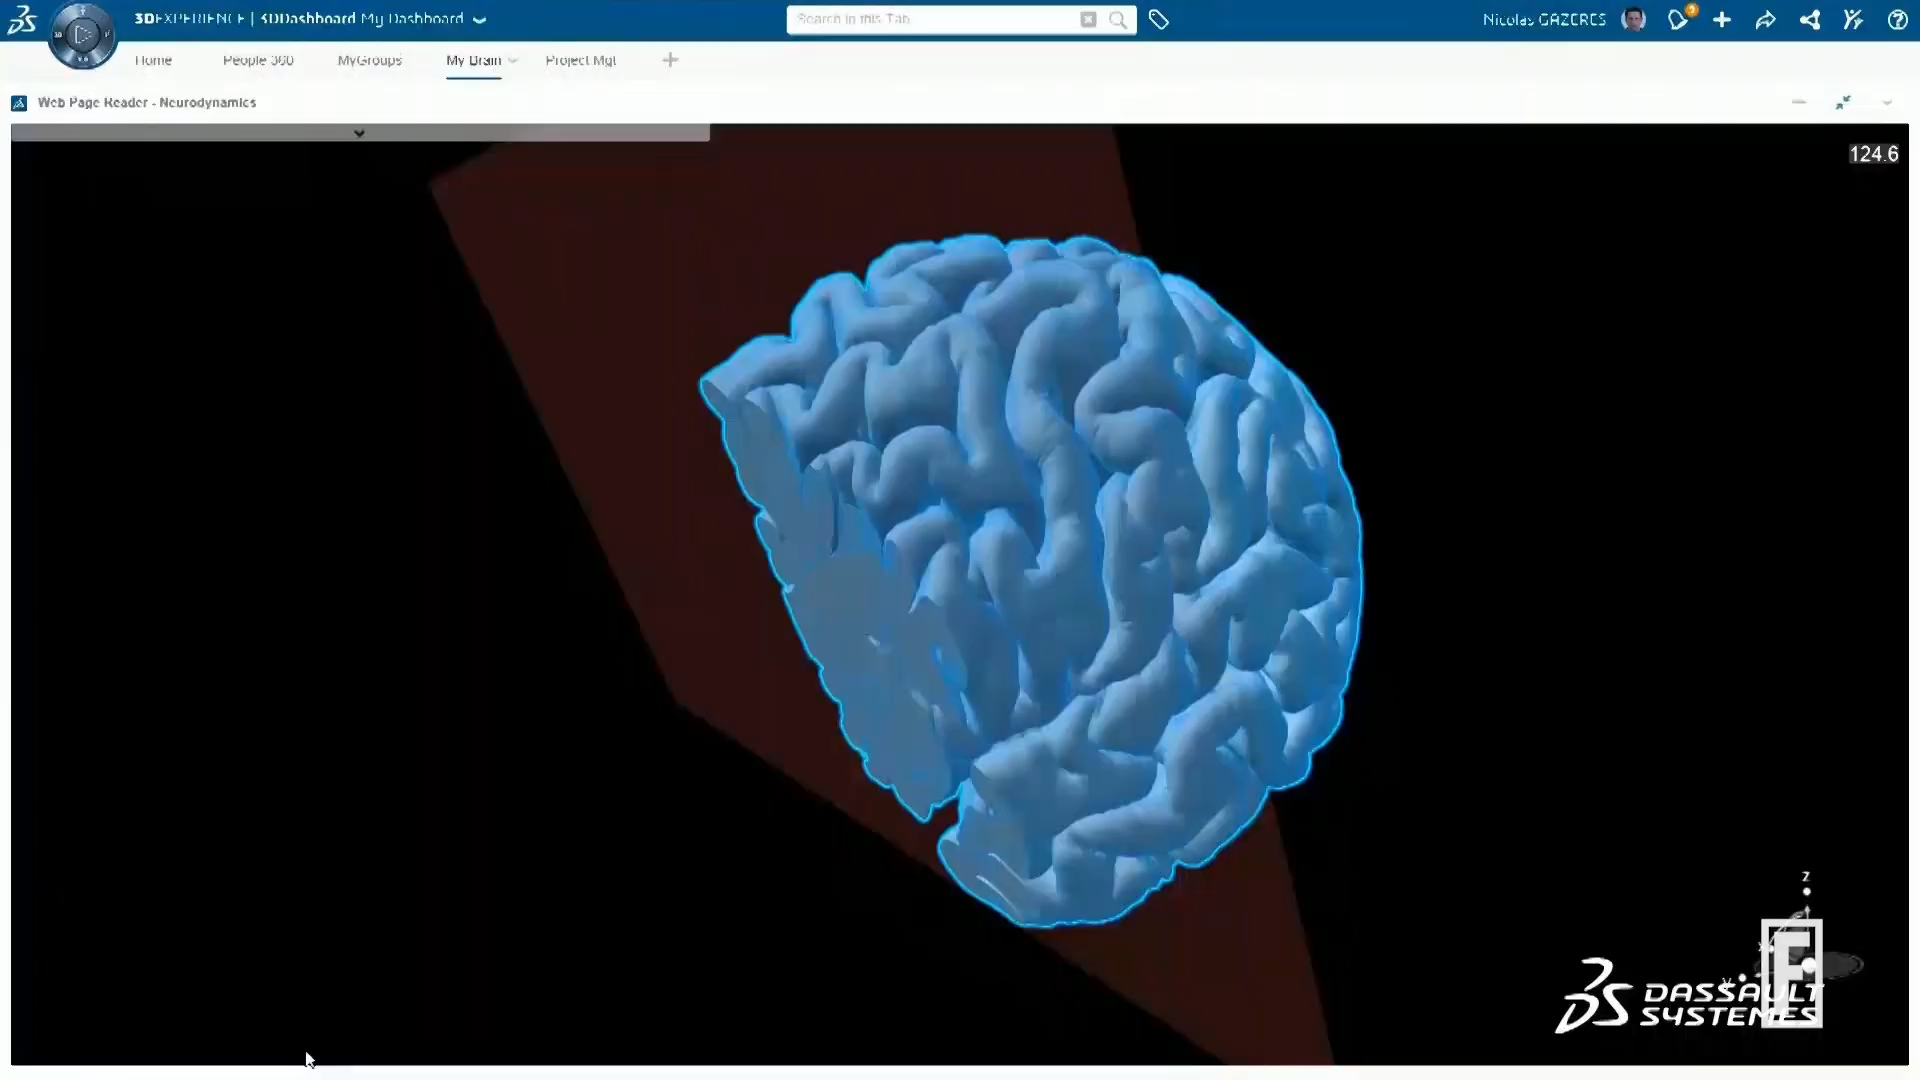 3DEXPERIENCE | 3DDashboard My Dashboard
Search in this Tab
Nicolas GAZERES
Home
People 360
MyGroups
My Brain
Project Mgt
Web Page Reader - Neurodynamics
124.6
Z
X
Y
F
DASSAULT
SYSTEMES